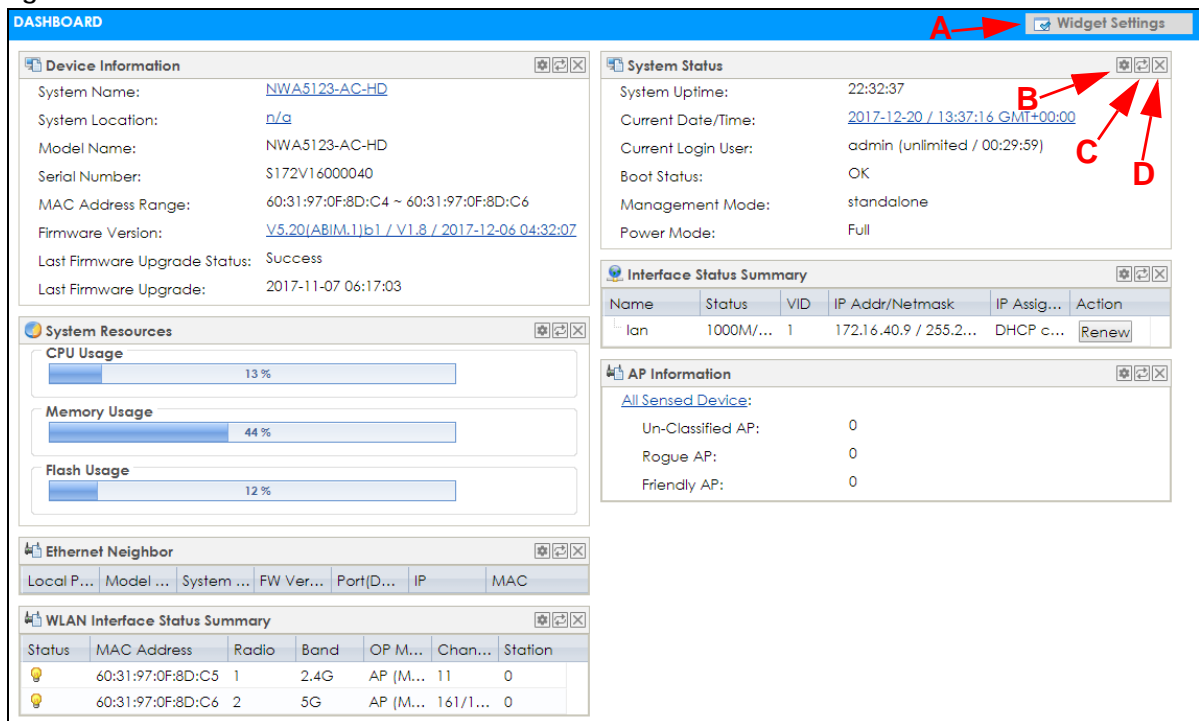 DASHBOARD
A
Widget Settings
Device Information
System Name: NWA5123-AC-HD
System Location: n/a
Model Name: NWA5123-AC-HD
Serial Number: S172V16000040
MAC Address Range: 60:31:97:0F:8D:C4 ~ 60:31:97:0F:8D:C6
Firmware Version: V5.20(ABIM.1)b1 / V1.8 / 2017-12-06 04:32:07
Last Firmware Upgrade Status: Success
Last Firmware Upgrade: 2017-11-07 06:17:03
System Resources
CPU Usage
13 %
Memory Usage
44 %
Flash Usage
12 %
Ethernet Neighbor
Local P... Model ... System ... FW Ver... Port(D... IP MAC
WLAN Interface Status Summary
Status MAC Address Radio Band OP M... Chan... Station
60:31:97:0F:8D:C5 1 2.4G AP (M... 11 0
60:31:97:0F:8D:C6 2 5G AP (M... 161/1... 0
System Status
B
C
D
System Uptime: 22:32:37
Current Date/Time: 2017-12-20 / 13:37:16 GMT+00:00
Current Login User: admin (unlimited / 00:29:59)
Boot Status: OK
Management Mode: standalone
Power Mode: Full
Interface Status Summary
Name Status VID IP Addr/Netmask IP Assig... Action
lan 1000M/... 1 172.16.40.9 / 255.2... DHCP c... Renew
AP Information
All Sensed Device:
Un-Classified AP: 0
Rogue AP: 0
Friendly AP: 0